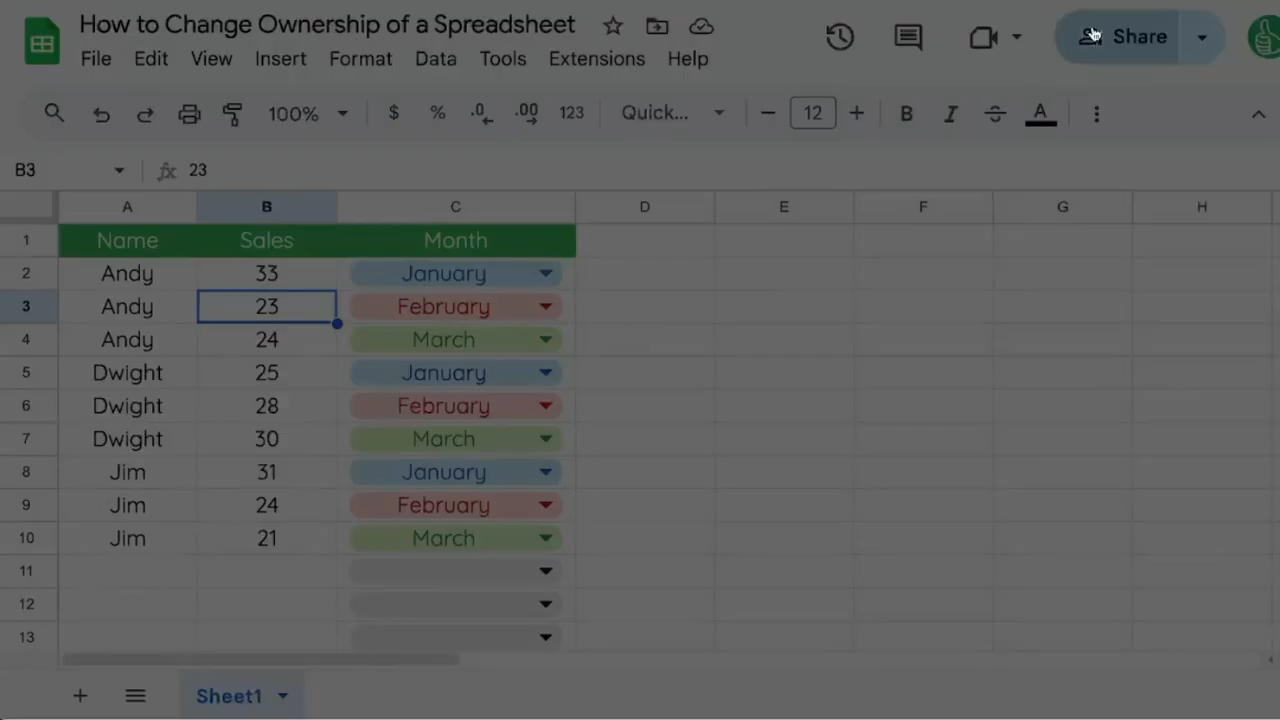 How to Change Ownership of a Spreadsheet
File Edit View Insert Format Data Tools Extensions Help
Share
100% $ % .0 .00 123 Quick... 12 B I S A
B3 fx 23
A B C D E F G H
1 Name Sales Month
2 Andy 33 January
3 Andy 23 February
4 Andy 24 March
5 Dwight 25 January
6 Dwight 28 February
7 Dwight 30 March
8 Jim 31 January
9 Jim 24 February
10 Jim 21 March
11
12
13
Sheet1